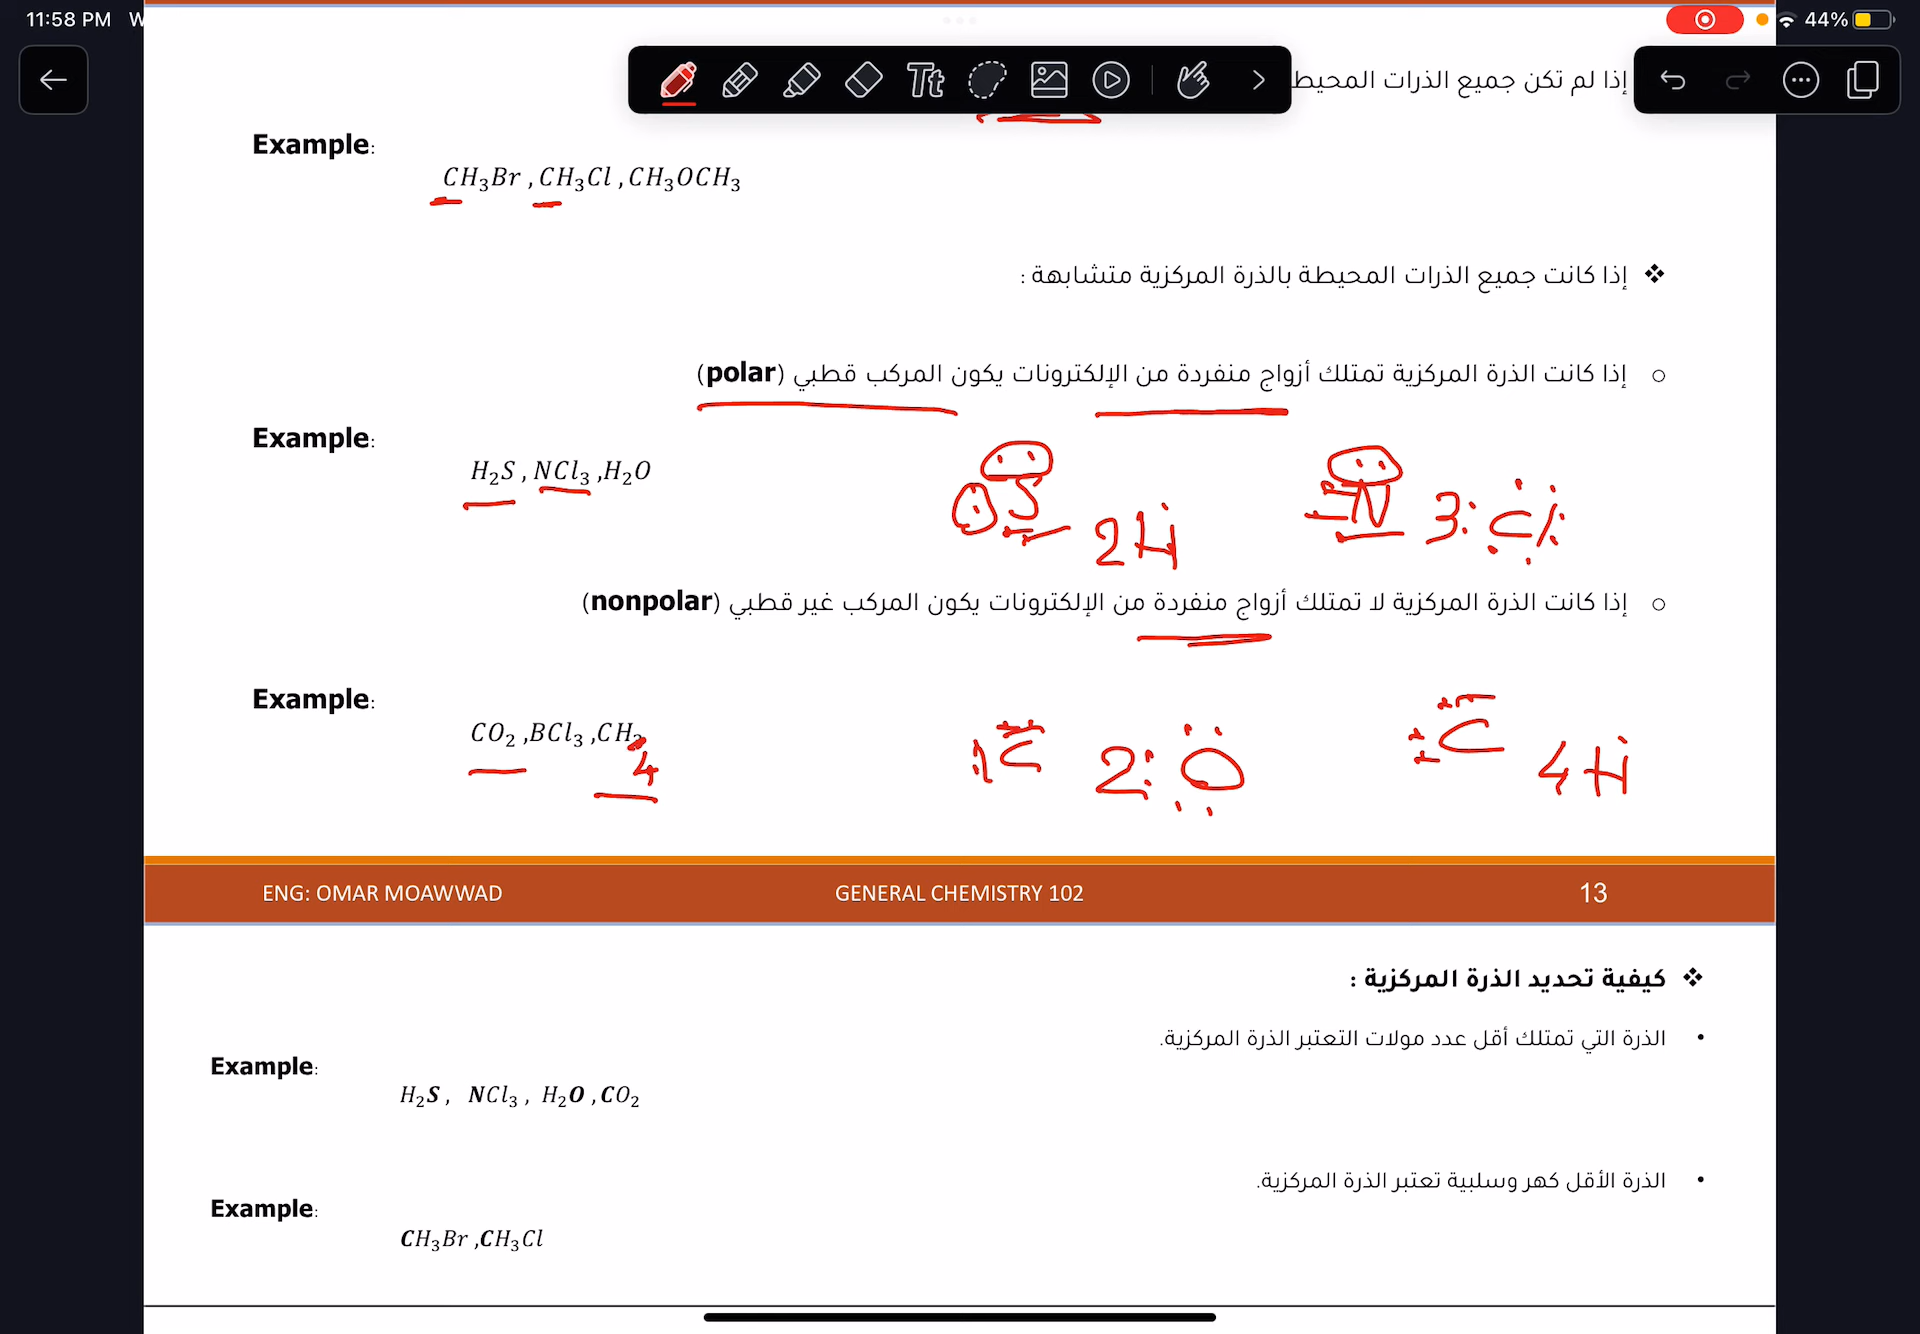 11:58 PM W
44%
Tt
إذا لم تكن جميع الذرات المحيط
Example:
CH₃Br ,CH₃Cl ,CH₃OCH₃
❖ إذا كانت جميع الذرات المحيطة بالذرة المركزية متشابهة :
○ إذا كانت الذرة المركزية تمتلك أزواج منفردة من الإلكترونات يكون المركب قطبي (polar)
Example:
H₂S , NCl₃ ,H₂O
S 2H N 3 Cl
○ إذا كانت الذرة المركزية لا تمتلك أزواج منفردة من الإلكترونات يكون المركب غير قطبي (nonpolar)
Example:
CO₂ ,BCl₃ ,CH
4
1C 2 O C 4H
ENG: OMAR MOAWWAD GENERAL CHEMISTRY 102 13
❖ كيفية تحديد الذرة المركزية :
• الذرة التي تمتلك أقل عدد مولات التعتبر الذرة المركزية.
Example:
H₂S , NCl₃ , H₂O ,CO₂
• الذرة الأقل كهر وسلبية تعتبر الذرة المركزية.
Example:
CH₃Br ,CH₃Cl